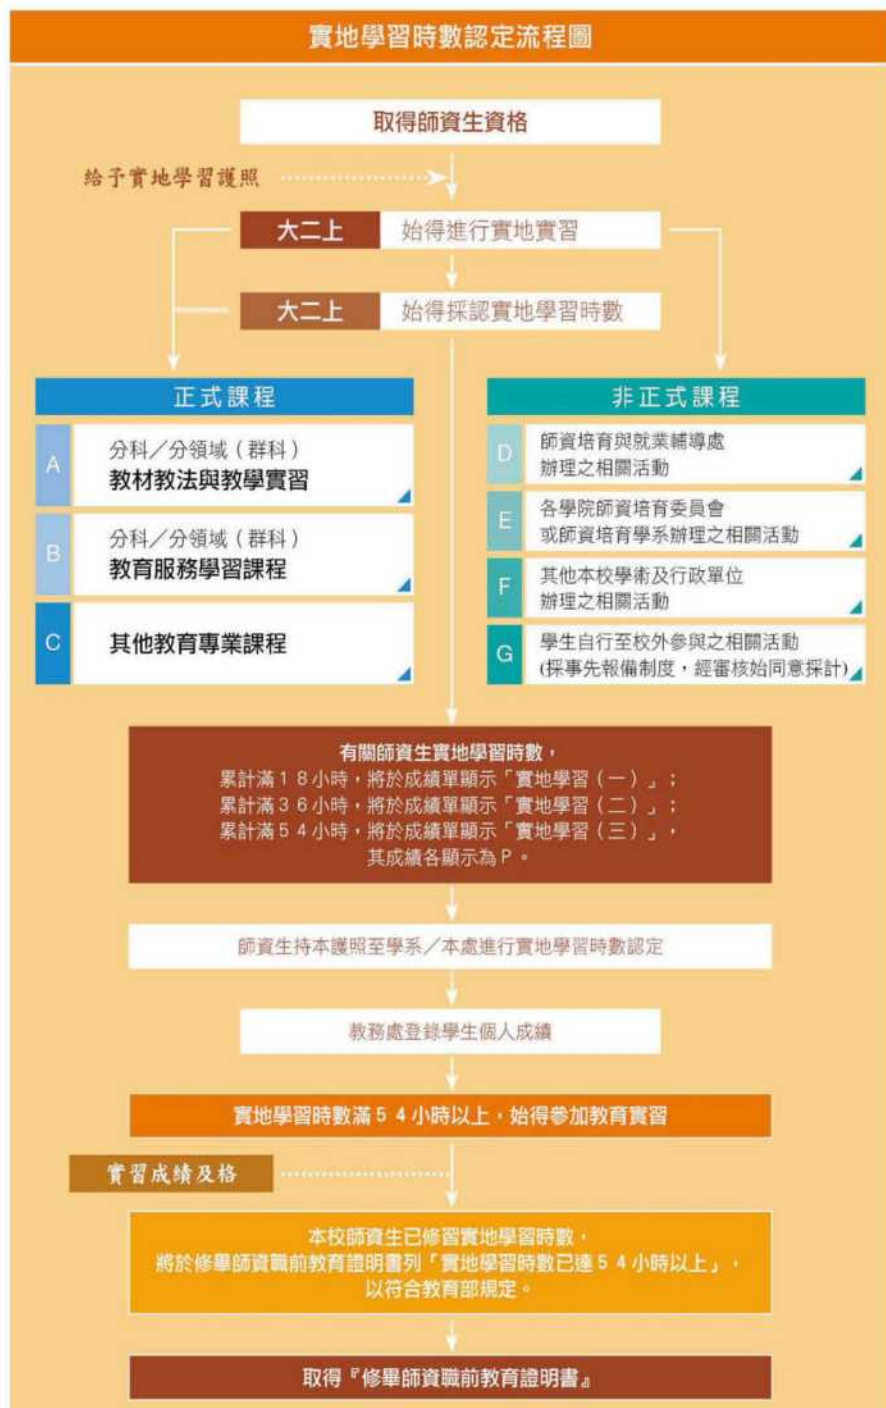 實地學習時數認定流程圖
取得師資生資格
給予實地學習護照
大二上 始得進行實地實習
大二上 始得採認實地學習時數
正式課程
A
分科／分領域（群科）
教材教法與教學實習
B
分科／分領域（群科）
教育服務學習課程
C
其他教育專業課程
非正式課程
D
師資培育與就業輔導處
辦理之相關活動
E
各學院師資培育委員會
或師資培育學系辦理之相關活動
F
其他本校學術及行政單位
辦理之相關活動
G
學生自行至校外參與之相關活動
(採事先報備制度，經審核始同意採計)
有關師資生實地學習時數，
累計滿１８小時，將於成績單顯示「實地學習（一）」；
累計滿３６小時，將於成績單顯示「實地學習（二）」；
累計滿５４小時，將於成績單顯示「實地學習（三）」，
其成績各顯示為Ｐ。
師資生持本護照至學系／本處進行實地學習時數認定
教務處登錄學生個人成績
實地學習時數滿５４小時以上，始得參加教育實習
實習成績及格
本校師資生已修習實地學習時數，
將於修畢師資職前教育證明書列「實地學習時數已達５４小時以上」，
以符合教育部規定。
取得『修畢師資職前教育證明書』